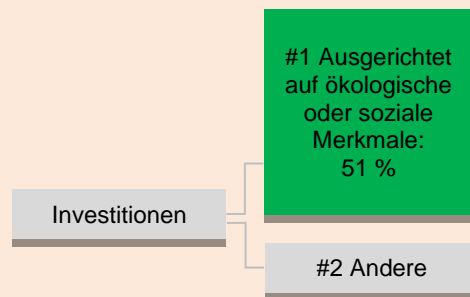 #1 Ausgerichtet
auf ökologische
oder soziale
Merkmale:
51 %
Investitionen
#2 Andere